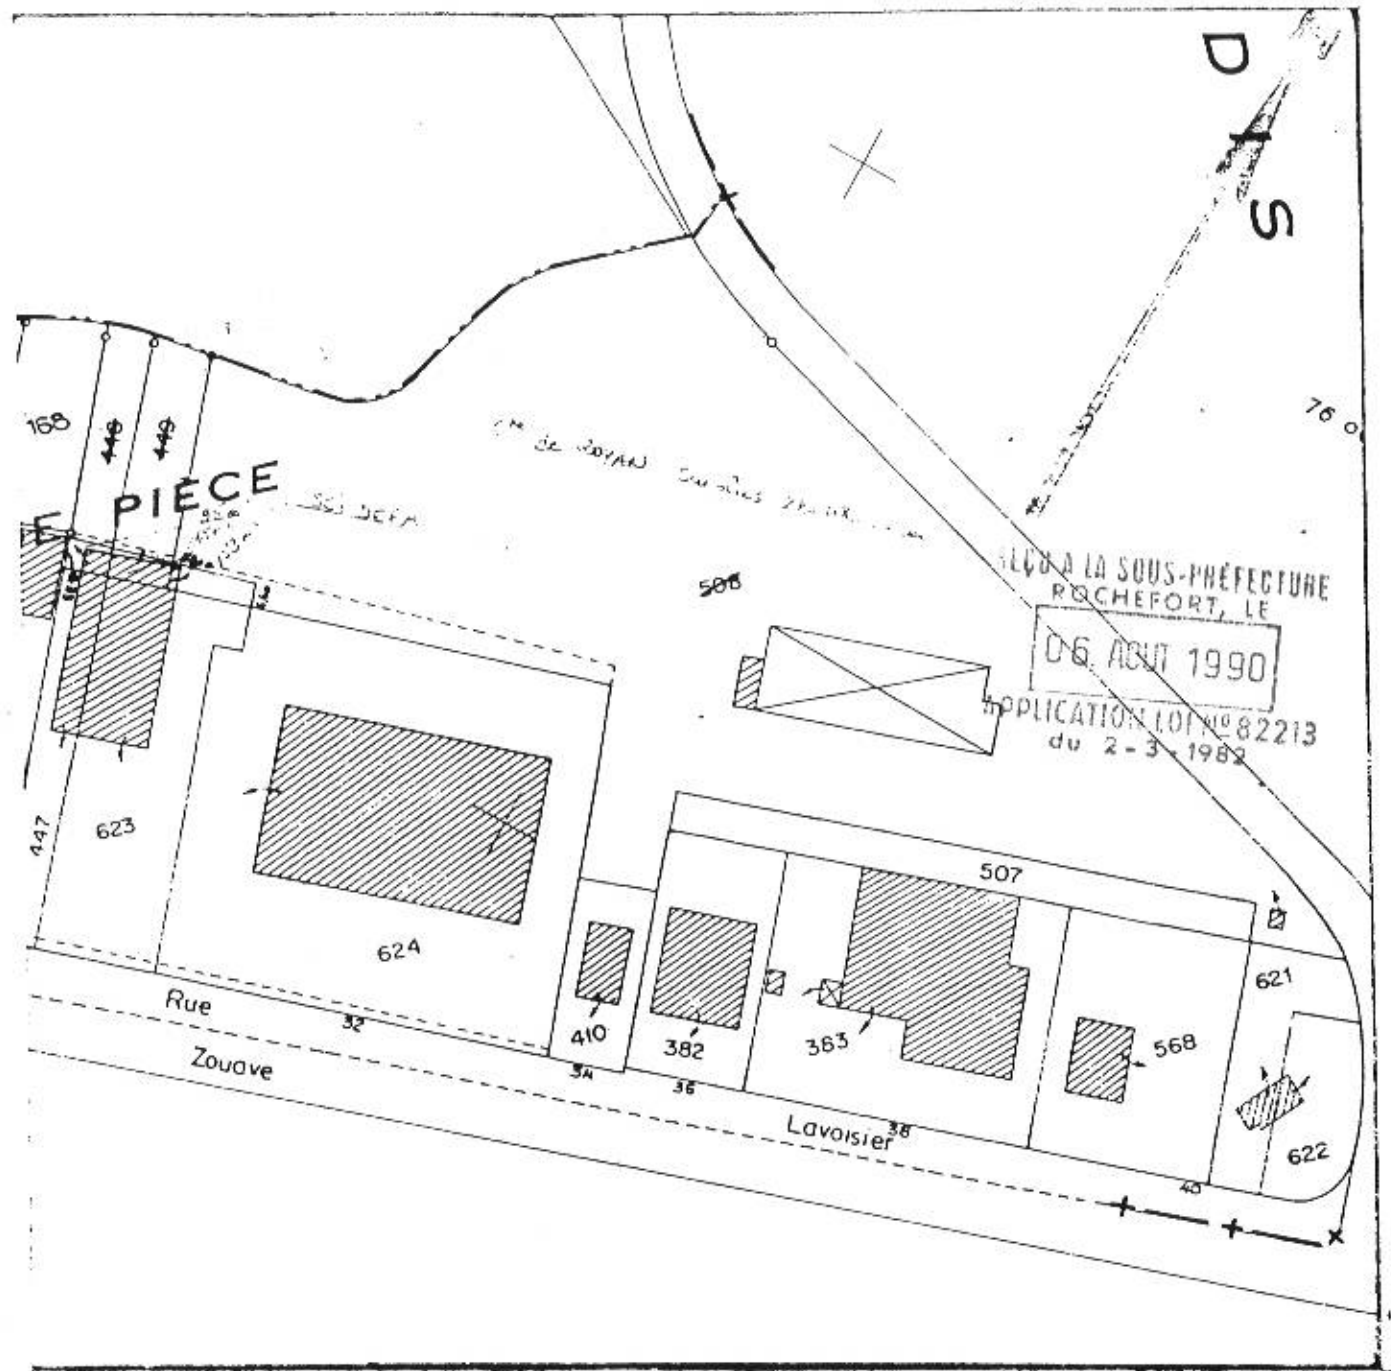 D
S
76
168
448
449
PIECE
E
DE ROYAN
508
REÇU A LA SOUS-PRÉFECTURE
ROCHEFORT, LE
06 AOUT 1990
APPLICATION LOI Nº 82213
du 2-3-1982
447
623
624
507
621
410
382
383
568
622
Rue
32
Zouave
34
36
Lavoisier
38
40